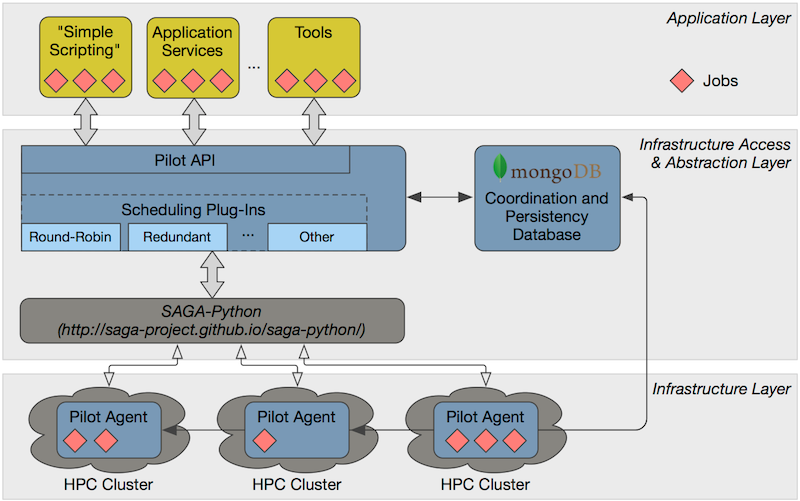 Application Layer
"Simple
Scripting"
Application
Services
...
Tools
Jobs
Infrastructure Access
& Abstraction Layer
Pilot API
Scheduling Plug-Ins
Round-Robin
Redundant
...
Other
mongoDB
Coordination and
Persistency
Database
SAGA-Python
(http://saga-project.github.io/saga-python/)
Infrastructure Layer
Pilot Agent
HPC Cluster
Pilot Agent
HPC Cluster
Pilot Agent
HPC Cluster